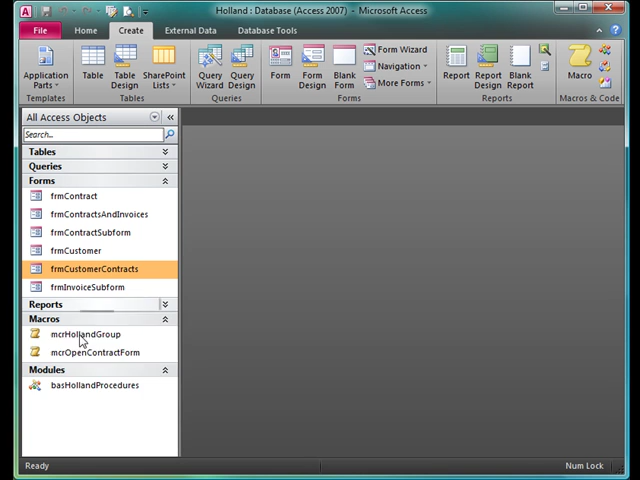 Holland : Database (Access 2007) - Microsoft Access
File Home Create External Data Database Tools
Application Parts
Table
Table Design
SharePoint Lists
Query Wizard
Query Design
Form
Form Design
Blank Form
Form Wizard
Navigation
More Forms
Report
Report Design
Blank Report
Macro
Templates Tables Queries Forms Reports Macros & Code
All Access Objects
Search...
Tables
Queries
Forms
frmContract
frmContractsAndInvoices
frmContractSubform
frmCustomer
frmCustomerContracts
frmInvoiceSubform
Reports
Macros
mcrHollandGroup
mcrOpenContractForm
Modules
basHollandProcedures
Ready
Num Lock